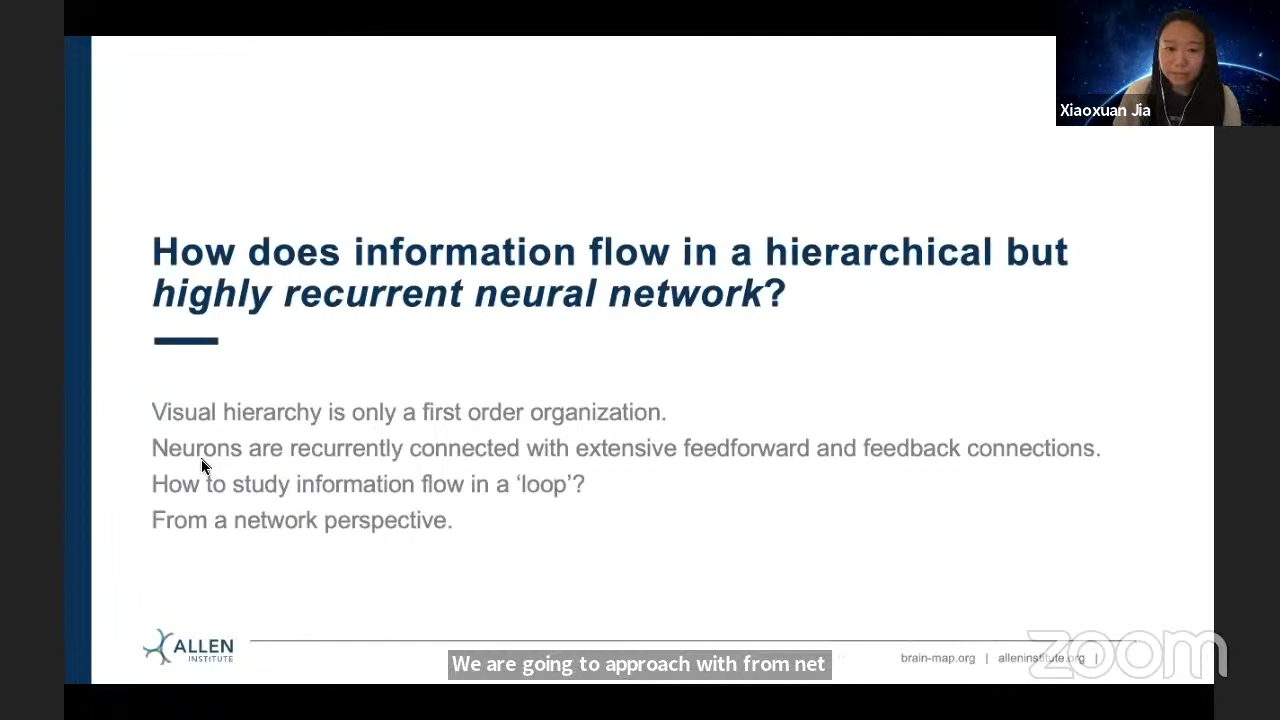 Xiaoxuan Jia
How does information flow in a hierarchical but
highly recurrent neural network?
Visual hierarchy is only a first order organization.
Neurons are recurrently connected with extensive feedforward and feedback connections.
How to study information flow in a ‘loop’?
From a network perspective.
ALLEN
INSTITUTE
We are going to approach with from net
brain-map.org | alleninstitute.org |
zoom